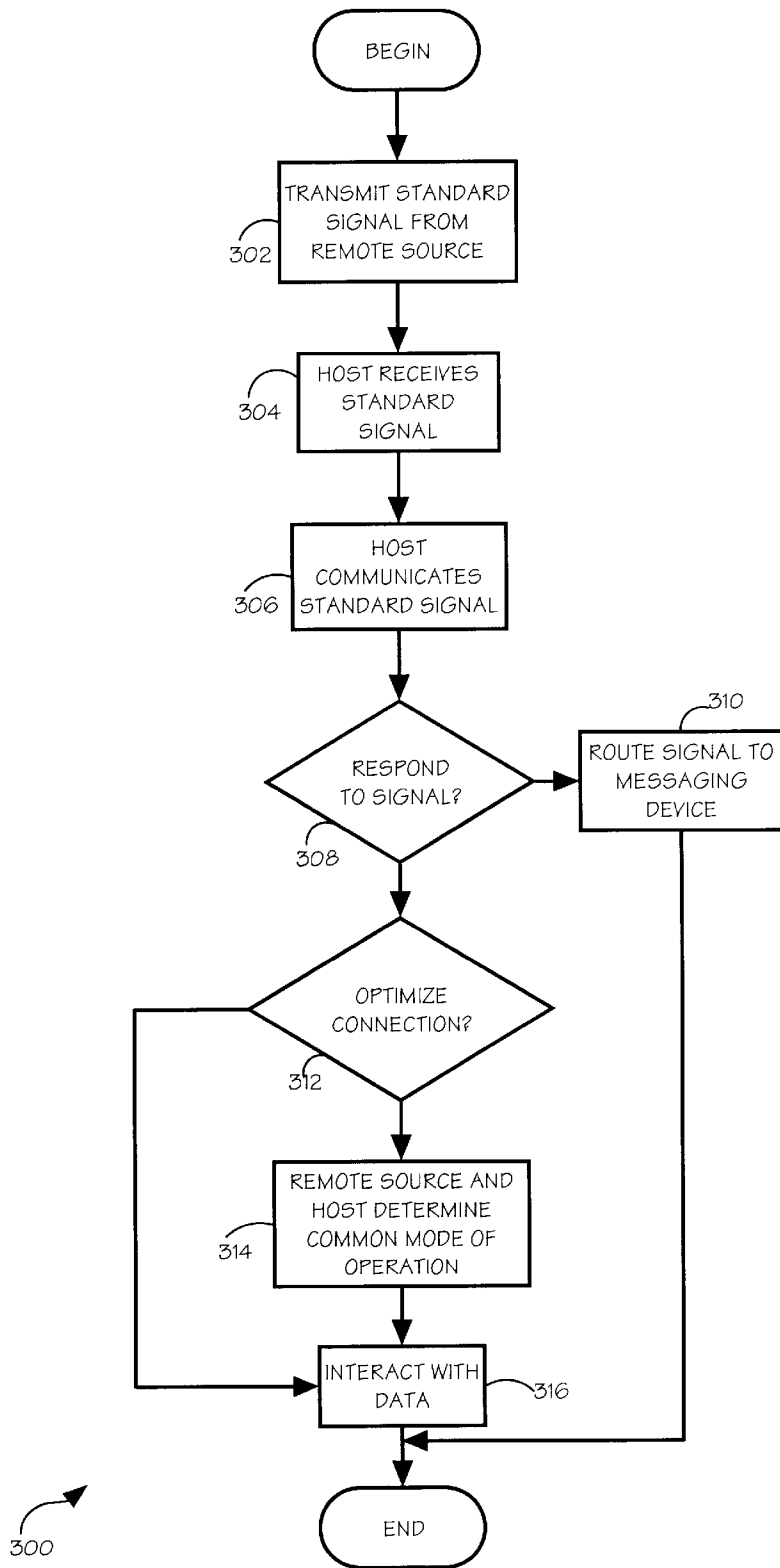 BEGIN
TRANSMIT STANDARD
SIGNAL FROM
REMOTE SOURCE
302
HOST RECEIVES
STANDARD
SIGNAL
304
HOST
COMMUNICATES
STANDARD SIGNAL
306
RESPOND
TO SIGNAL?
308
310
ROUTE SIGNAL TO
MESSAGING
DEVICE
OPTIMIZE
CONNECTION?
312
REMOTE SOURCE AND
HOST DETERMINE
COMMON MODE OF
OPERATION
314
INTERACT WITH
DATA
316
END
300